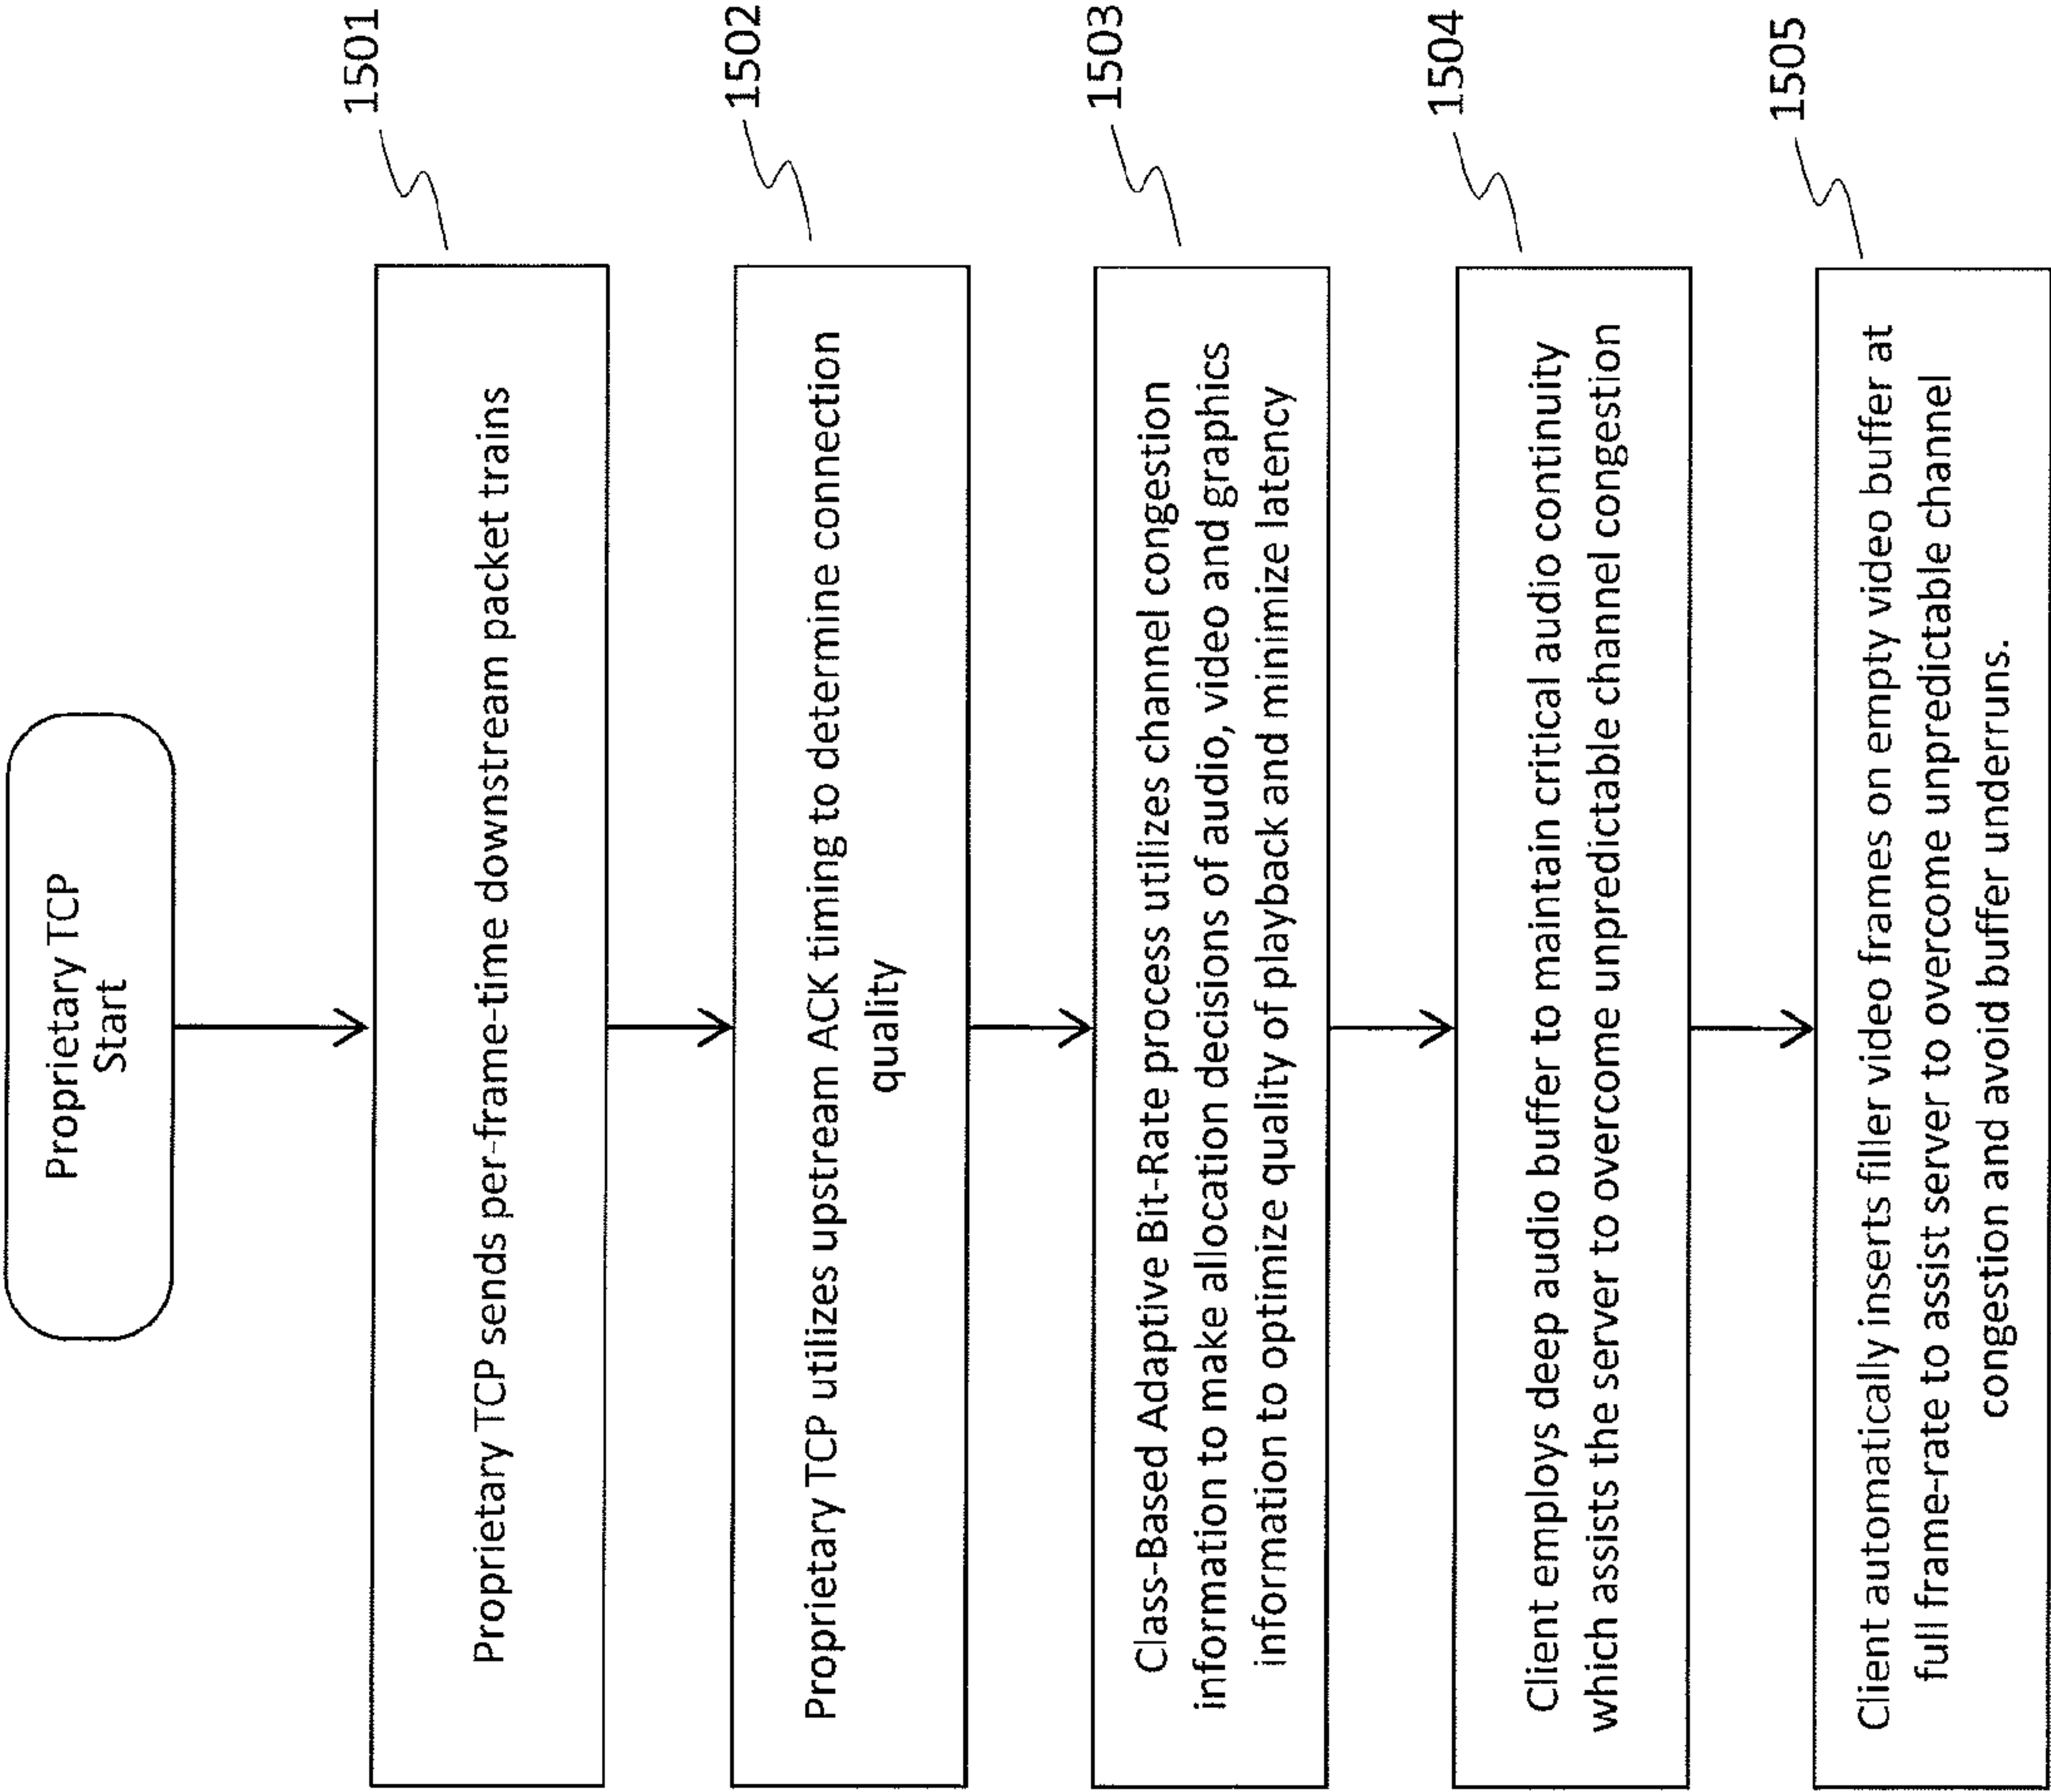 Proprietary TCP
Start
1501
Proprietary TCP sends per-frame-time downstream packet trains
1502
Proprietary TCP utilizes upstream ACK timing to determine connection
quality
1503
Class-Based Adaptive Bit-Rate process utilizes channel congestion
information to make allocation decisions of audio, video and graphics
information to optimize quality of playback and minimize latency
1504
Client employs deep audio buffer to maintain critical audio continuity
which assists the server to overcome unpredictable channel congestion
1505
Client automatically inserts filler video frames on empty video buffer at
full frame-rate to assist server to overcome unpredictable channel
congestion and avoid buffer underruns.